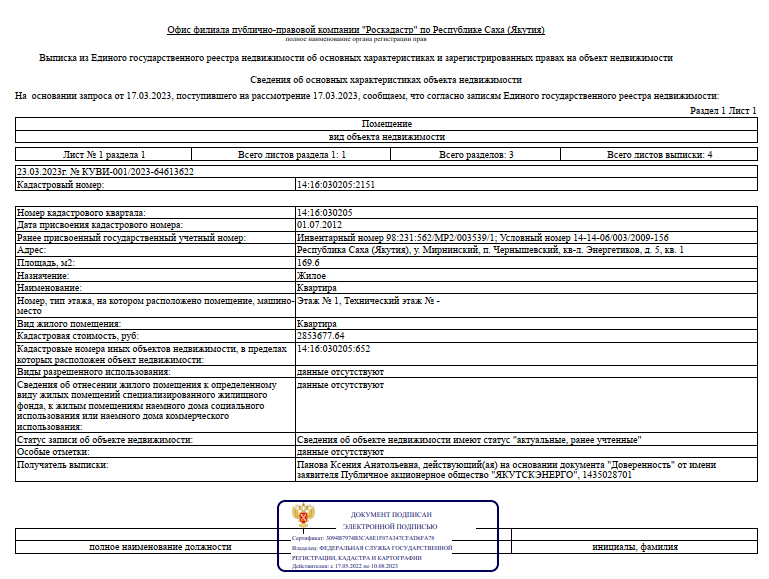 Офис филиала публично-правовой компании "Роскадастр" по Республике Саха (Якутия)
полное наименование органа регистрации прав
Выписка из Единого государственного реестра недвижимости об основных характеристиках и зарегистрированных правах на объект недвижимости
Сведения об основных характеристиках объекта недвижимости
На основании запроса от 17.03.2023, поступившего на рассмотрение 17.03.2023, сообщаем, что согласно записям Единого государственного реестра недвижимости:
Раздел 1 Лист 1
Помещение
вид объекта недвижимости
Лист № 1 раздела 1 Всего листов раздела 1: 1 Всего разделов: 3 Всего листов выписки: 4
23.03.2023г. № КУВИ-001/2023-64613622
Кадастровый номер: 14:16:030205:2151
Номер кадастрового квартала: 14:16:030205
Дата присвоения кадастрового номера: 01.07.2012
Ранее присвоенный государственный учетный номер: Инвентарный номер 98:231:562/МР2/003539/1; Условный номер 14-14-06/003/2009-156
Адрес: Республика Саха (Якутия), у. Мирнинский, п. Чернышевский, кв-л. Энергетиков, д. 5, кв. 1
Площадь, м2: 169.6
Назначение: Жилое
Наименование: Квартира
Номер, тип этажа, на котором расположено помещение, машино- Этаж № 1, Технический этаж № -
место
Вид жилого помещения: Квартира
Кадастровая стоимость, руб: 2853677.64
Кадастровые номера иных объектов недвижимости, в пределах 14:16:030205:652
которых расположен объект недвижимости:
Виды разрешенного использования: данные отсутствуют
Сведения об отнесении жилого помещения к определенному данные отсутствуют
виду жилых помещений специализированного жилищного
фонда, к жилым помещениям наемного дома социального
использования или наемного дома коммерческого
использования:
Статус записи об объекте недвижимости: Сведения об объекте недвижимости имеют статус "актуальные, ранее учтенные"
Особые отметки: данные отсутствуют
Получатель выписки: Панова Ксения Анатольевна, действующий(ая) на основании документа "Доверенность" от имени
заявителя Публичное акционерное общество "ЯКУТСКЭНЕРГО", 1435028701
ДОКУМЕНТ ПОДПИСАН
ЭЛЕКТРОННОЙ ПОДПИСЬЮ
Владелец: ФЕДЕРАЛЬНАЯ СЛУЖБА ГОСУДАРСТВЕННОЙ
РЕГИСТРАЦИИ, КАДАСТРА И КАРТОГРАФИИ
Действителен: с 17.05.2022 по 10.08.2023
полное наименование должности инициалы, фамилия